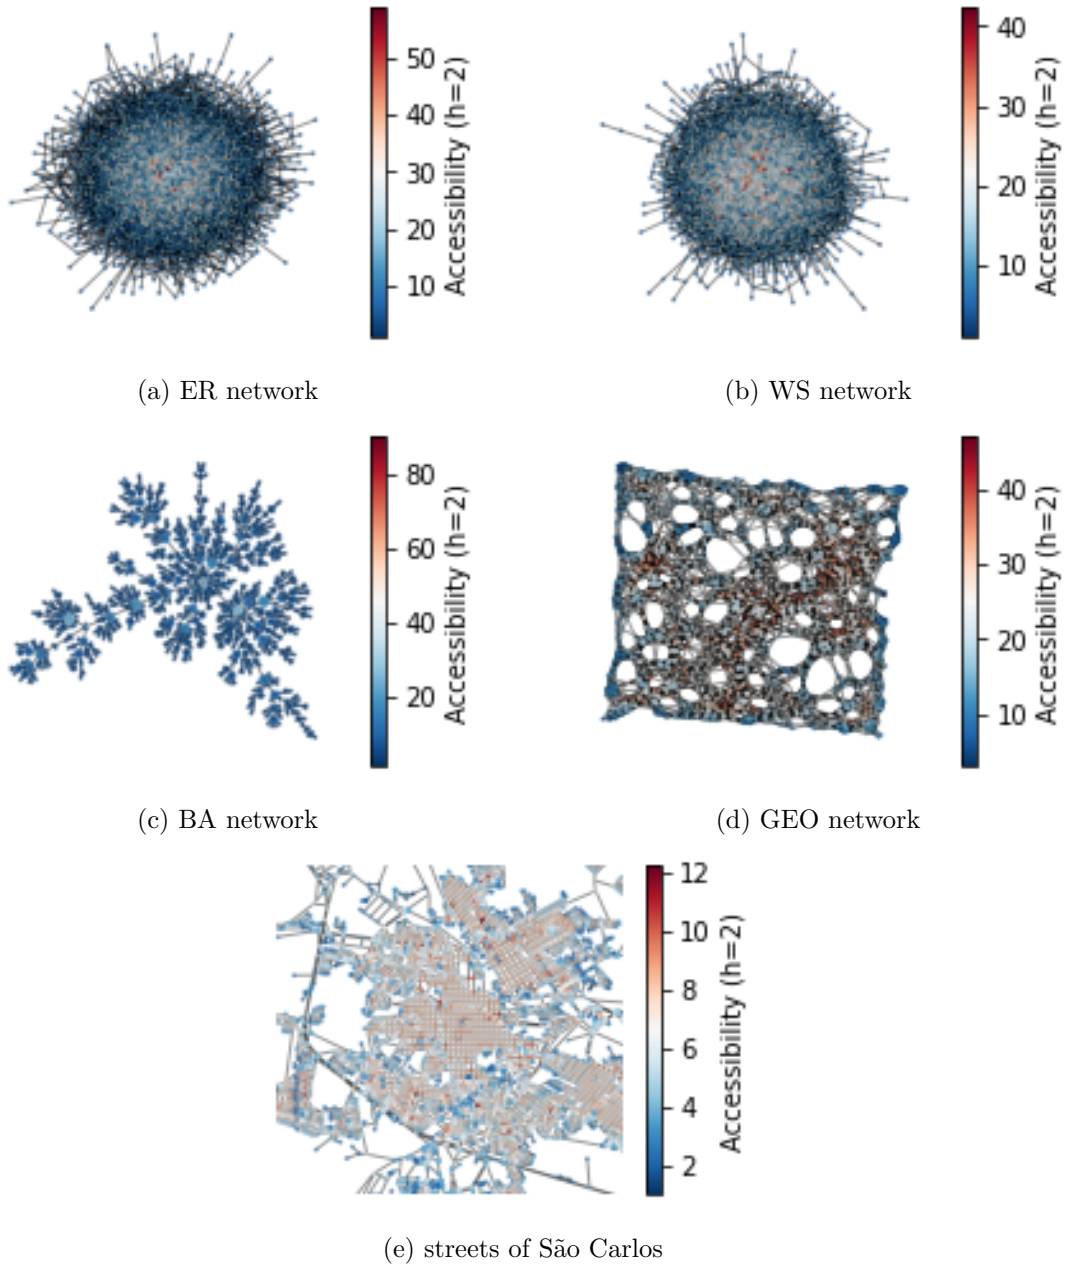 50
40
30
20
10
Accessibility (h=2)
40
30
20
10
Accessibility (h=2)
(a) ER network
(b) WS network
80
60
40
20
Accessibility (h=2)
40
30
20
10
Accessibility (h=2)
(c) BA network
(d) GEO network
12
10
8
6
4
2
Accessibility (h=2)
(e) streets of São Carlos